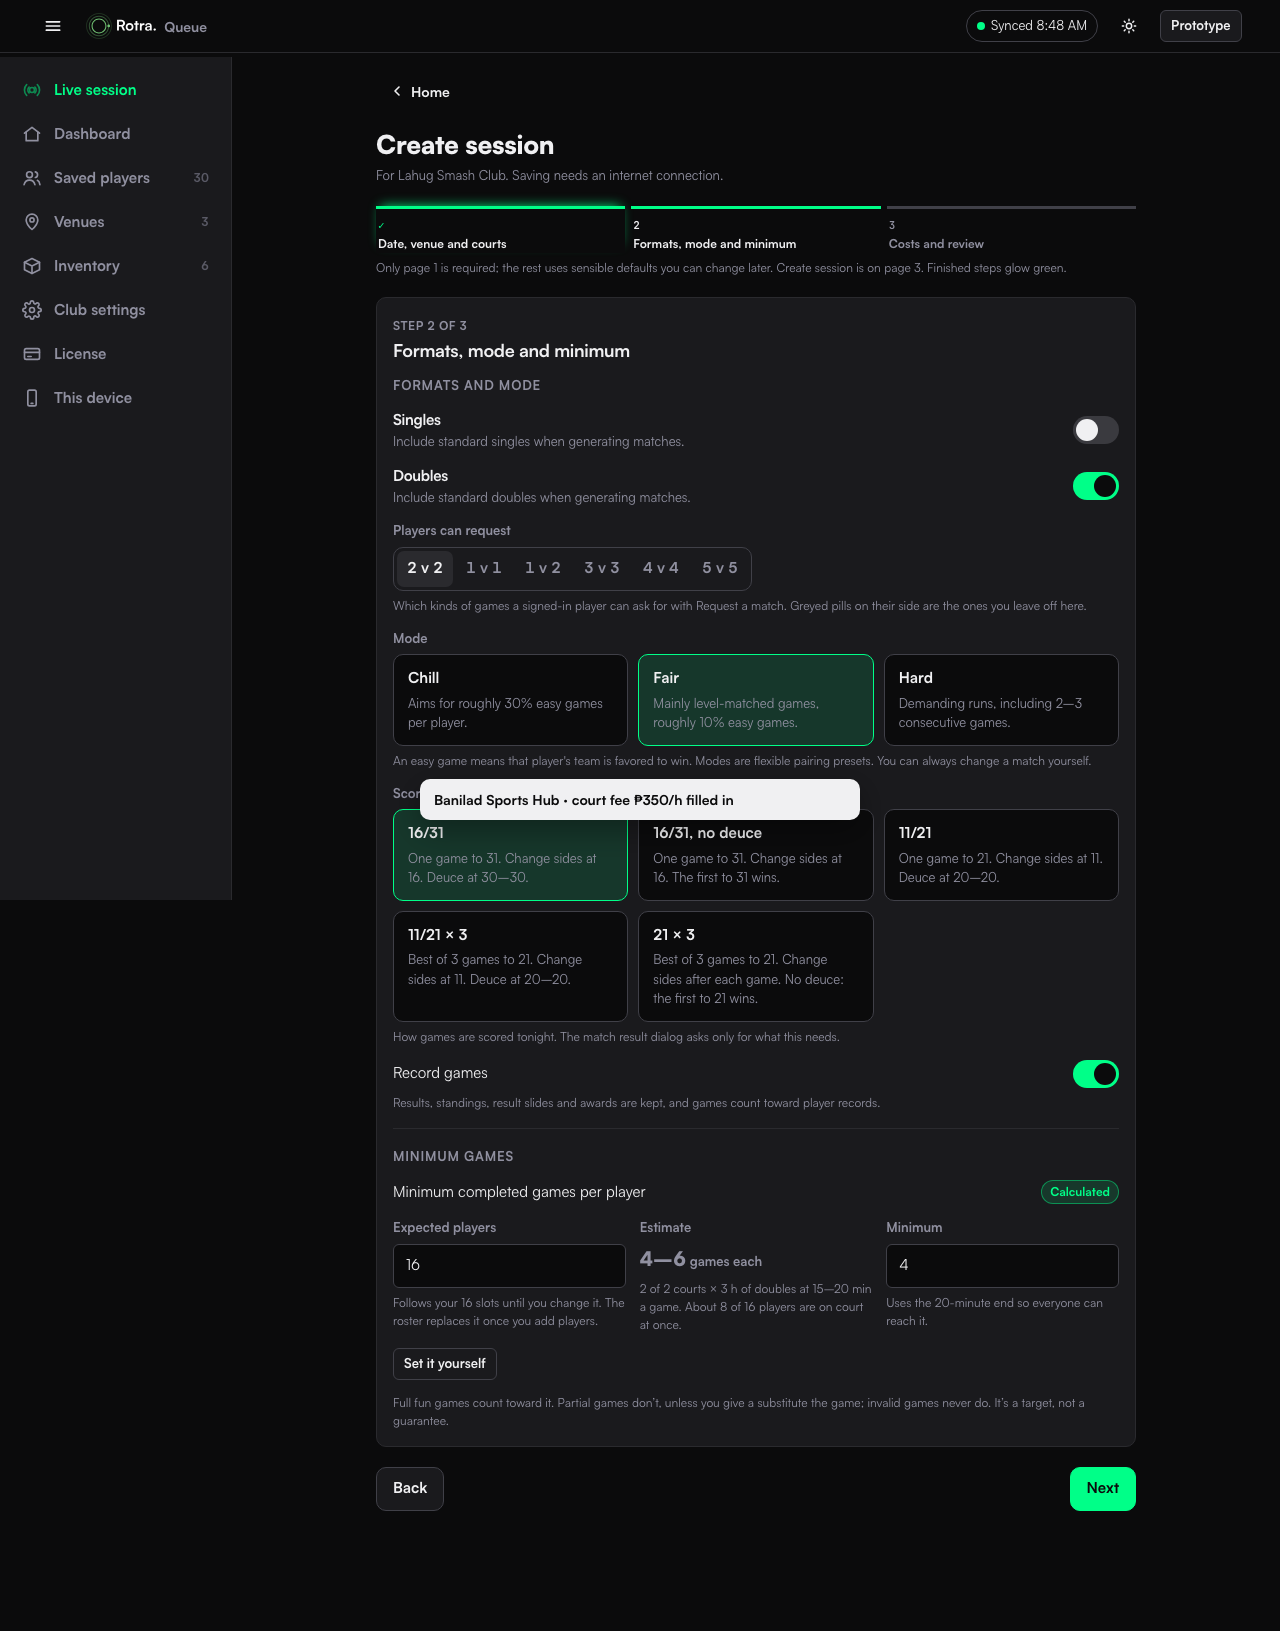 Rotra. Queue
Synced 8:48 AM
Prototype
Live session
Dashboard
Saved players 30
Venues 3
Inventory 6
Club settings
License
This device
Home
Create session
For Lahug Smash Club. Saving needs an internet connection.
✓
Date, venue and courts
2
Formats, mode and minimum
3
Costs and review
Only page 1 is required; the rest uses sensible defaults you can change later. Create session is on page 3. Finished steps glow green.
STEP 2 OF 3
Formats, mode and minimum
FORMATS AND MODE
Singles
Include standard singles when generating matches.
Doubles
Include standard doubles when generating matches.
Players can request
2 v 2
1 v 1
1 v 2
3 v 3
4 v 4
5 v 5
Which kinds of games a signed-in player can ask for with Request a match. Greyed pills on their side are the ones you leave off here.
Mode
Chill
Aims for roughly 30% easy games
per player.
Fair
Mainly level-matched games,
roughly 10% easy games.
Hard
Demanding runs, including 2–3
consecutive games.
An easy game means that player's team is favored to win. Modes are flexible pairing presets. You can always change a match yourself.
Banilad Sports Hub · court fee ₱350/h filled in
16/31
One game to 31. Change sides at
16. Deuce at 30–30.
16/31, no deuce
One game to 31. Change sides at
16. The first to 31 wins.
11/21
One game to 21. Change sides at 11.
Deuce at 20–20.
11/21 × 3
Best of 3 games to 21. Change
sides at 11. Deuce at 20–20.
21 × 3
Best of 3 games to 21. Change
sides after each game. No deuce:
the first to 21 wins.
How games are scored tonight. The match result dialog asks only for what this needs.
Record games
Results, standings, result slides and awards are kept, and games count toward player records.
MINIMUM GAMES
Minimum completed games per player
Calculated
Expected players
16
Follows your 16 slots until you change it. The
roster replaces it once you add players.
Estimate
4–6 games each
2 of 2 courts × 3 h of doubles at 15–20 min
a game. About 8 of 16 players are on court
at once.
Minimum
4
Uses the 20-minute end so everyone can
reach it.
Set it yourself
Full fun games count toward it. Partial games don't, unless you give a substitute the game; invalid games never do. It's a target, not a
guarantee.
Back
Next